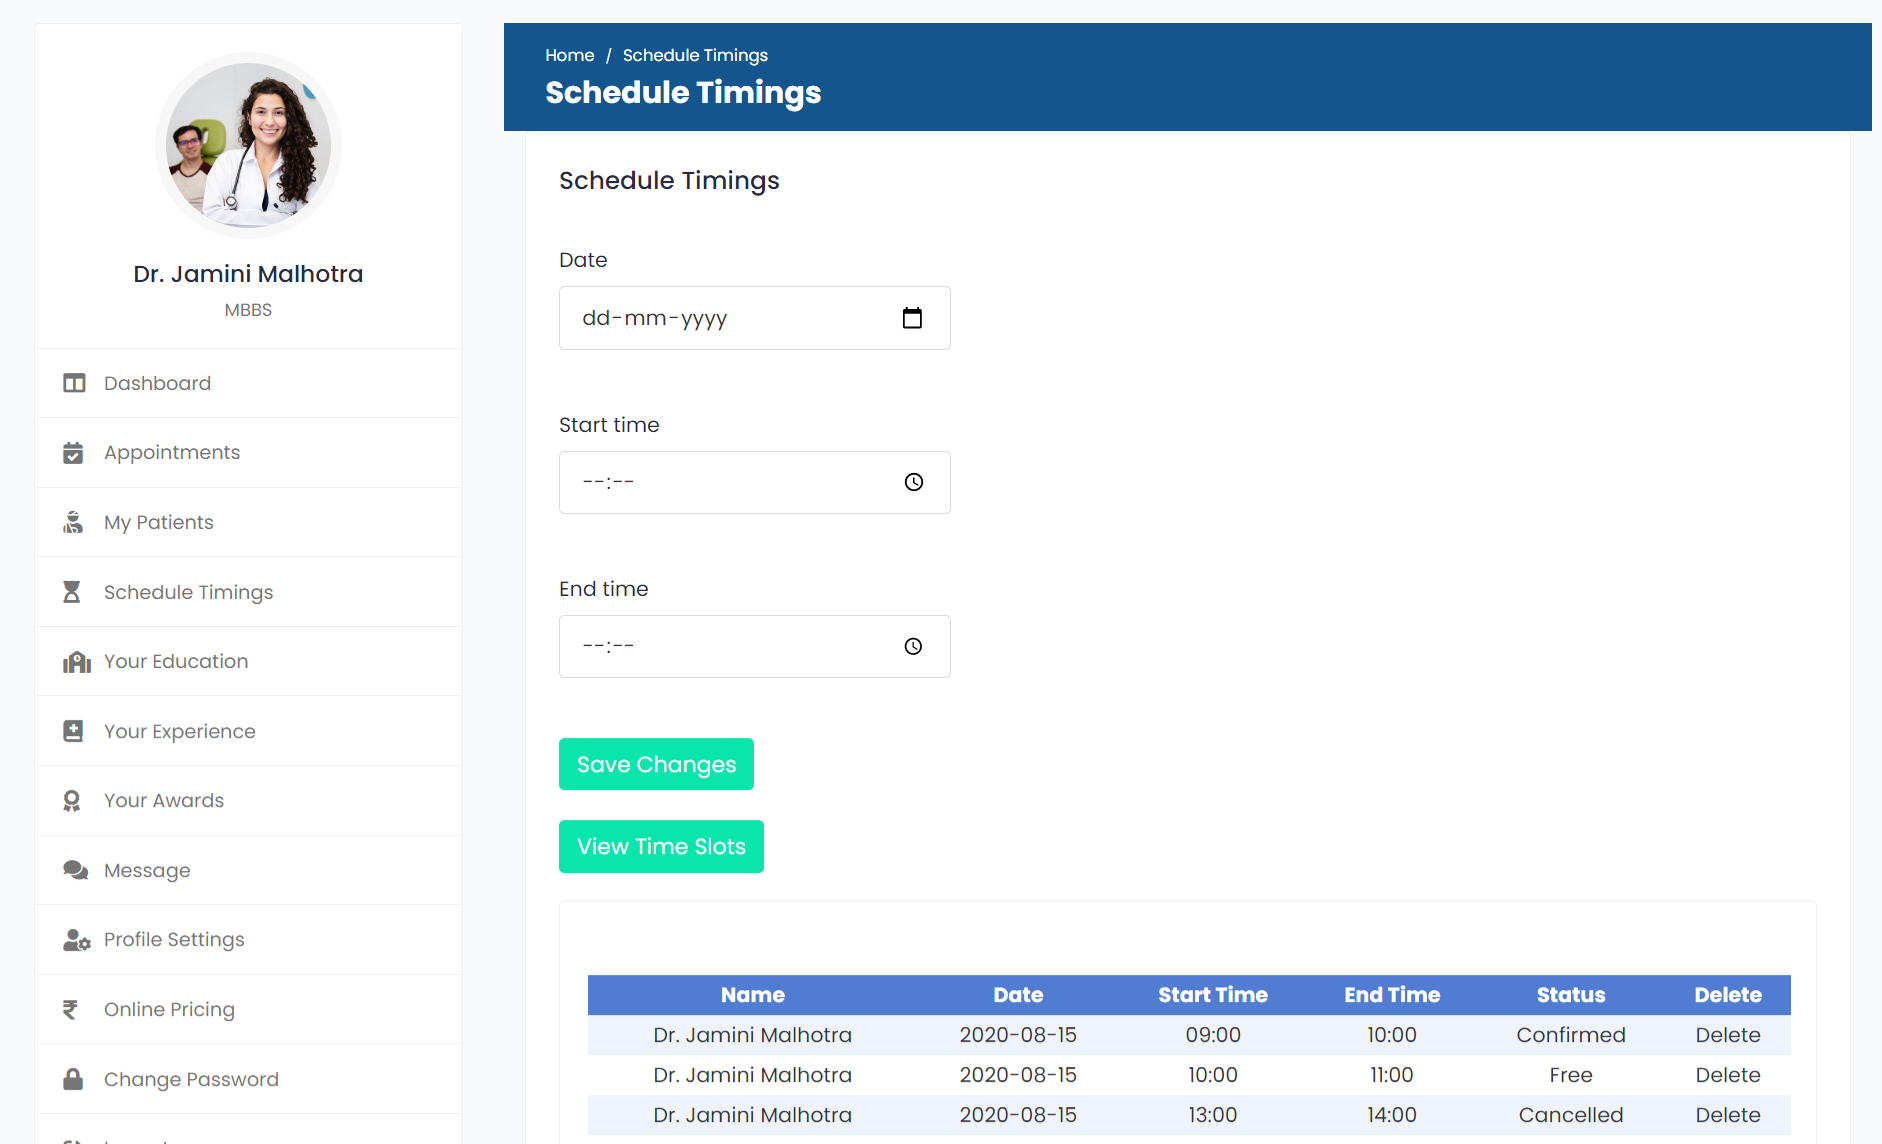 Dr. Jamini Malhotra
MBBS
Dashboard
Appointments
My Patients
Schedule Timings
Your Education
Your Experience
Your Awards
Message
Profile Settings
Online Pricing
Change Password
Home / Schedule Timings
Schedule Timings
Schedule Timings
Date
dd-mm-yyyy
Start time
--:--
End time
--:--
Save Changes
View Time Slots
Name Date Start Time End Time Status Delete
Dr. Jamini Malhotra 2020-08-15 09:00 10:00 Confirmed Delete
Dr. Jamini Malhotra 2020-08-15 10:00 11:00 Free Delete
Dr. Jamini Malhotra 2020-08-15 13:00 14:00 Cancelled Delete